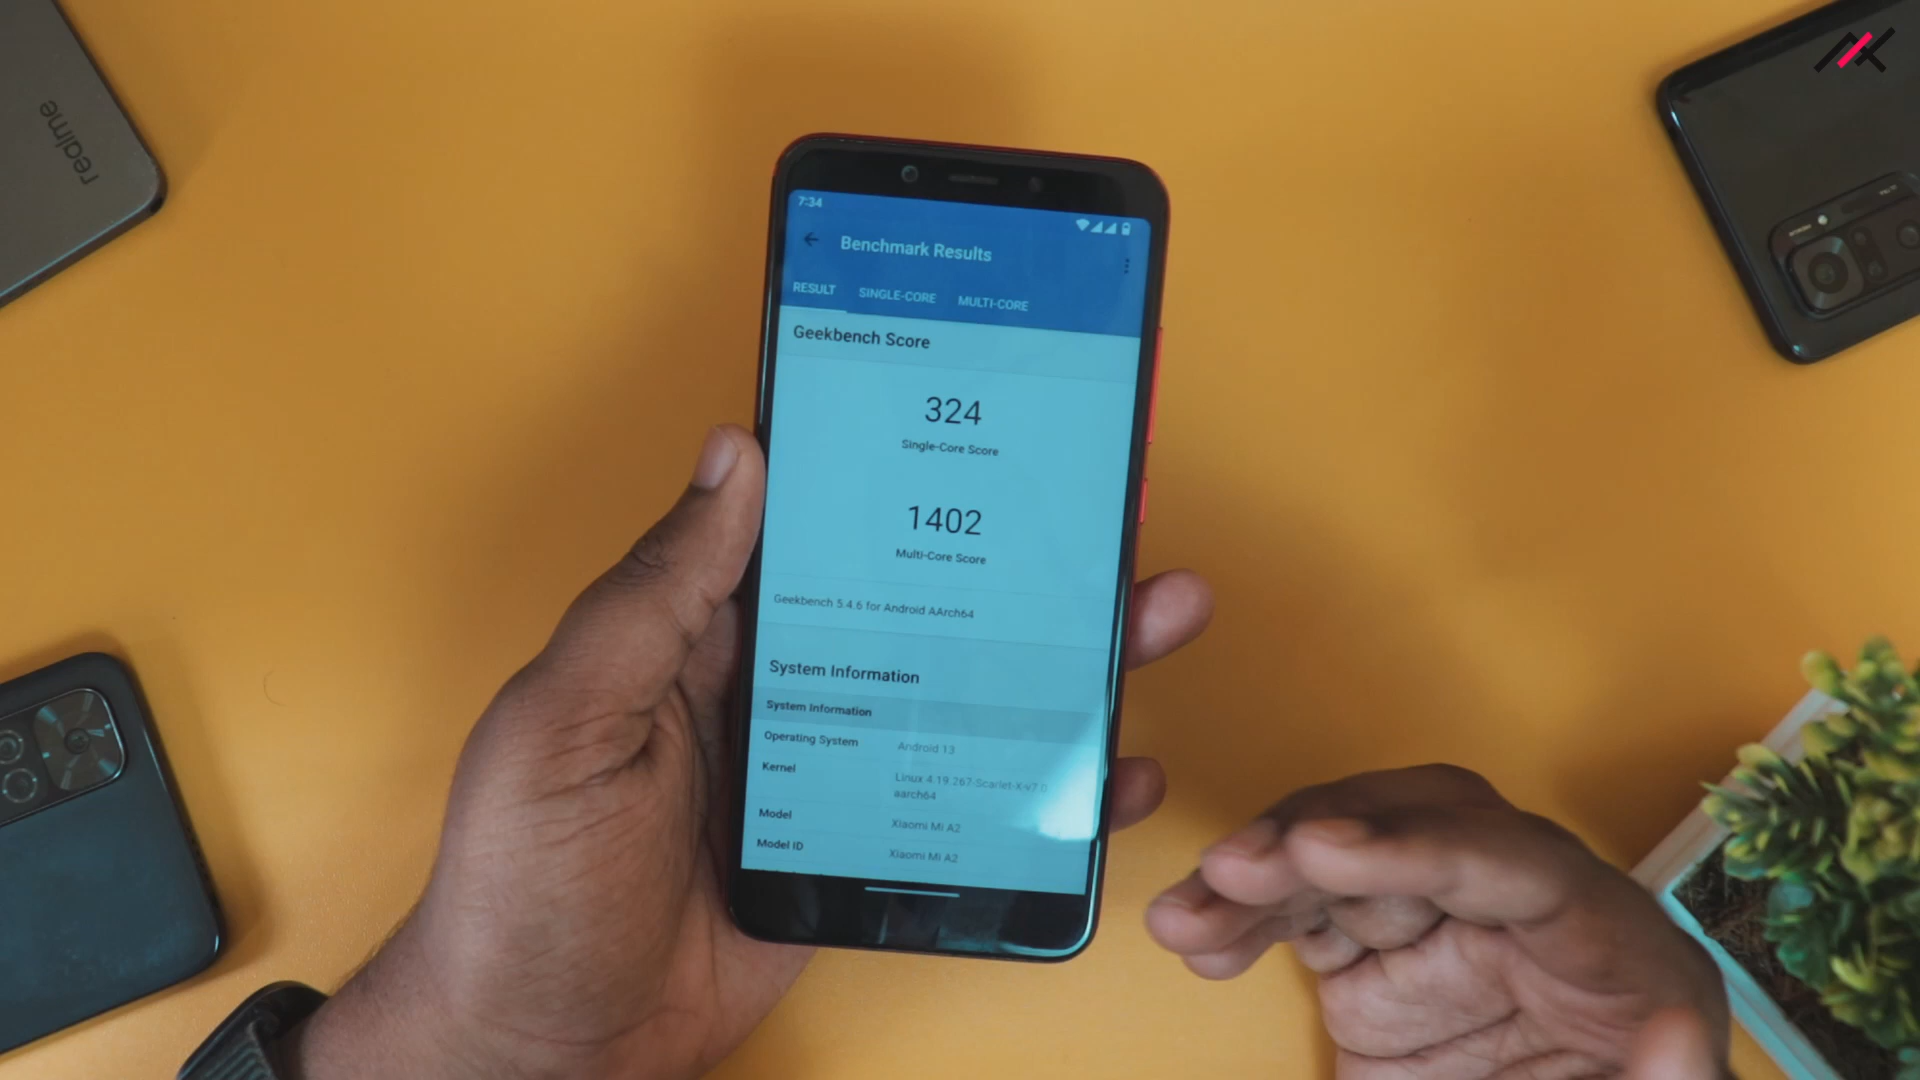 realme
7:34
Benchmark Results
RESULT SINGLE-CORE MULTI-CORE
Geekbench Score
324
Single-Core Score
1402
Multi-Core Score
Geekbench 5.4.6 for Android AArch64
System Information
System Information
Operating System Android 13
Kernel Linux 4.19.267-Scarlet-X-v7.0
aarch64
Model Xiaomi Mi A2
Model ID Xiaomi Mi A2